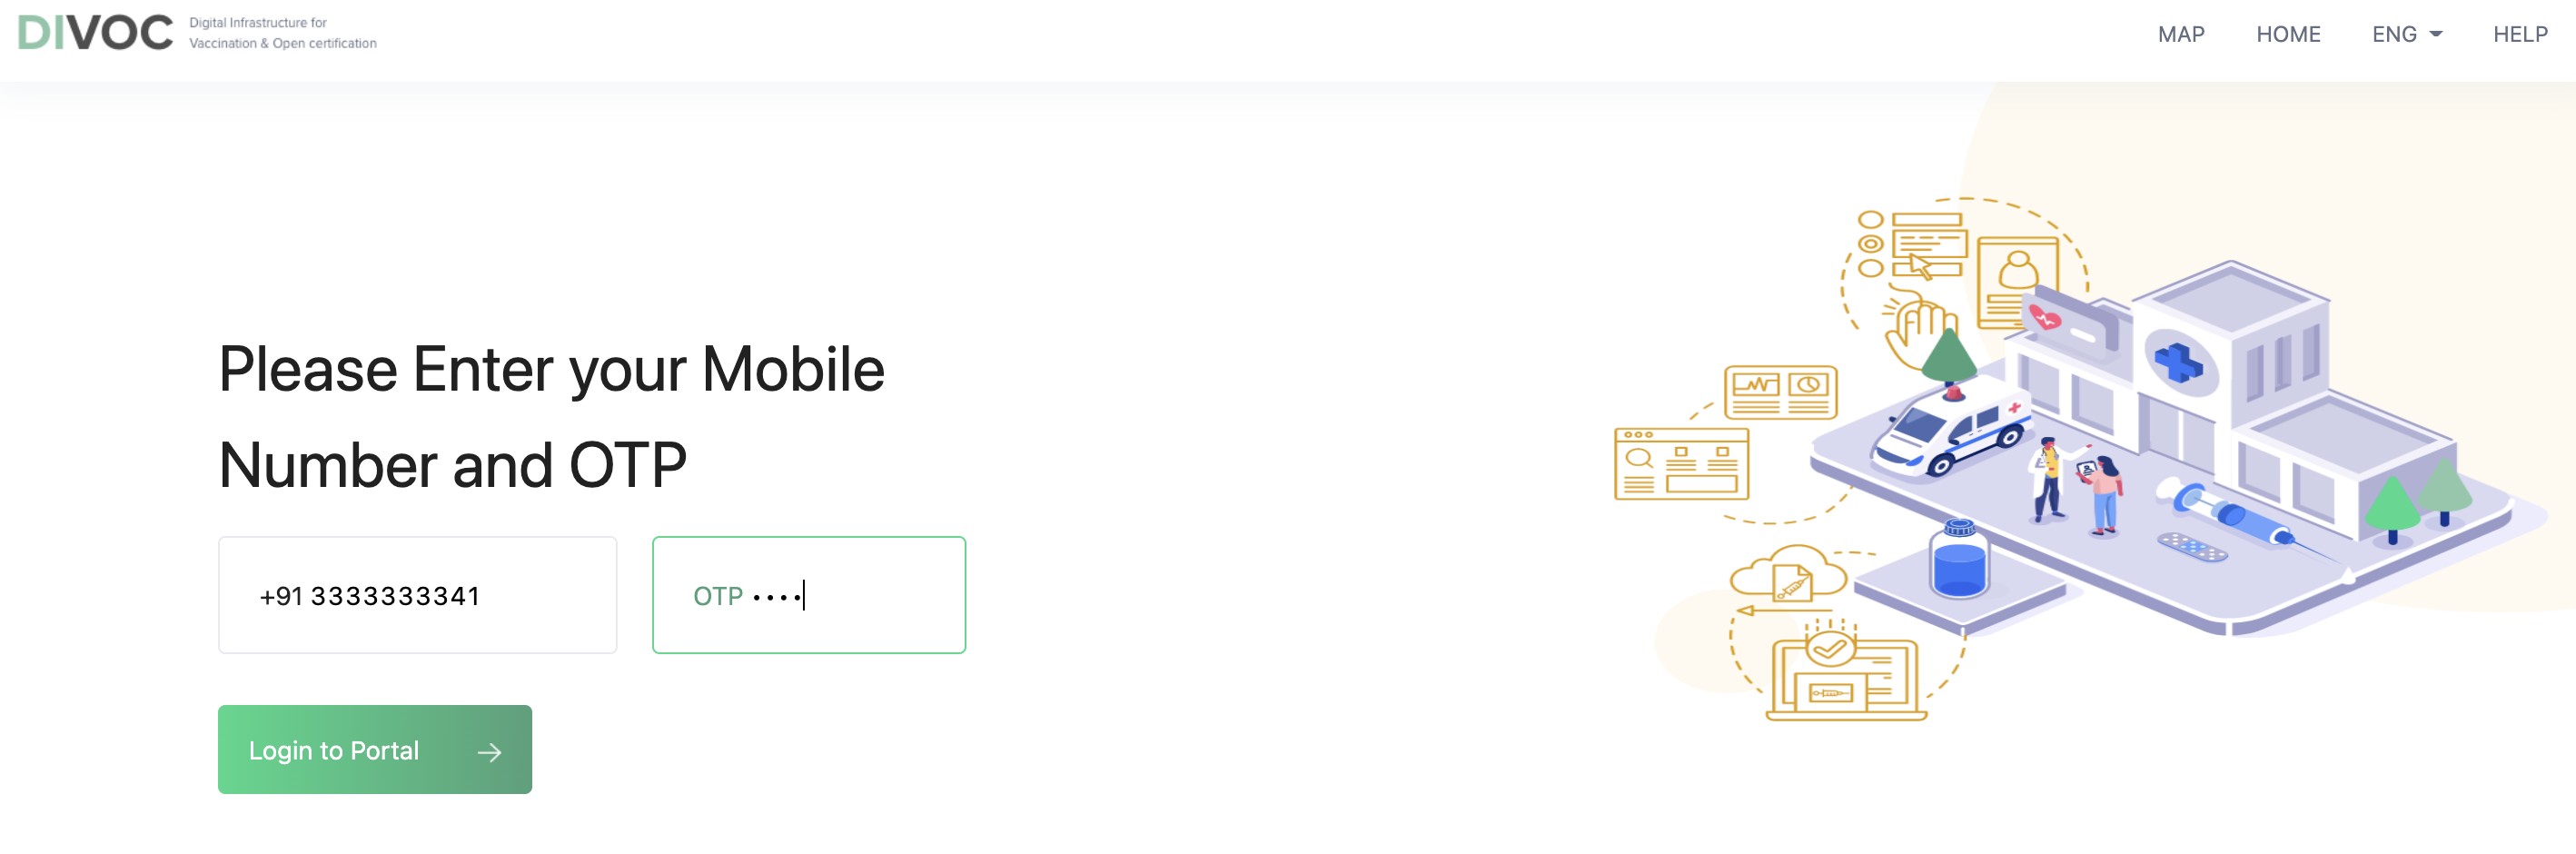 DIVOC
Digital Infrastructure for
Vaccination & Open certification
MAP HOME ENG HELP
Please Enter your Mobile
Number and OTP
+91 3333333341
OTP ••••
Login to Portal →